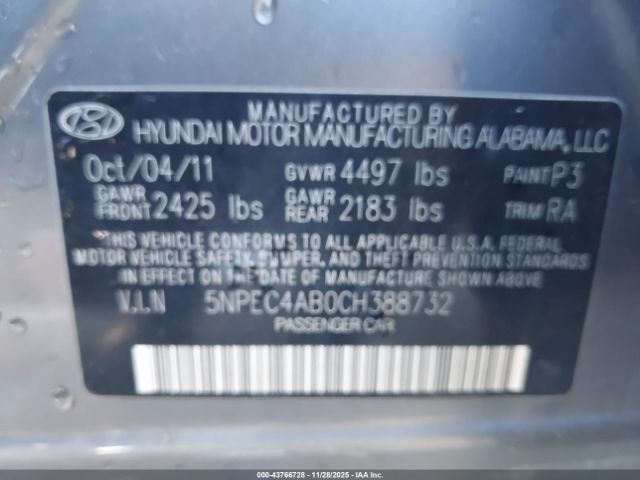 MANUFACTURED BY
HYUNDAI MOTOR MANUFACTURING ALABAMA, LLC
Oct/04/11 GVWR 4497 lbs PAINT P3
GAWR FRONT 2425 lbs GAWR REAR 2183 lbs TRIM RA
THIS VEHICLE CONFORMS TO ALL APPLICABLE U.S.A. FEDERAL
MOTOR VEHICLE SAFETY, BUMPER, AND THEFT PREVENTION STANDARDS
IN EFFECT ON THE DATE OF MANUFACTURE SHOWN ABOVE.
V.I.N 5NPEC4AB0CH388732
PASSENGER CAR
000-43766728 - 11/28/2025 - COPYRIGHT IAA, LLC.